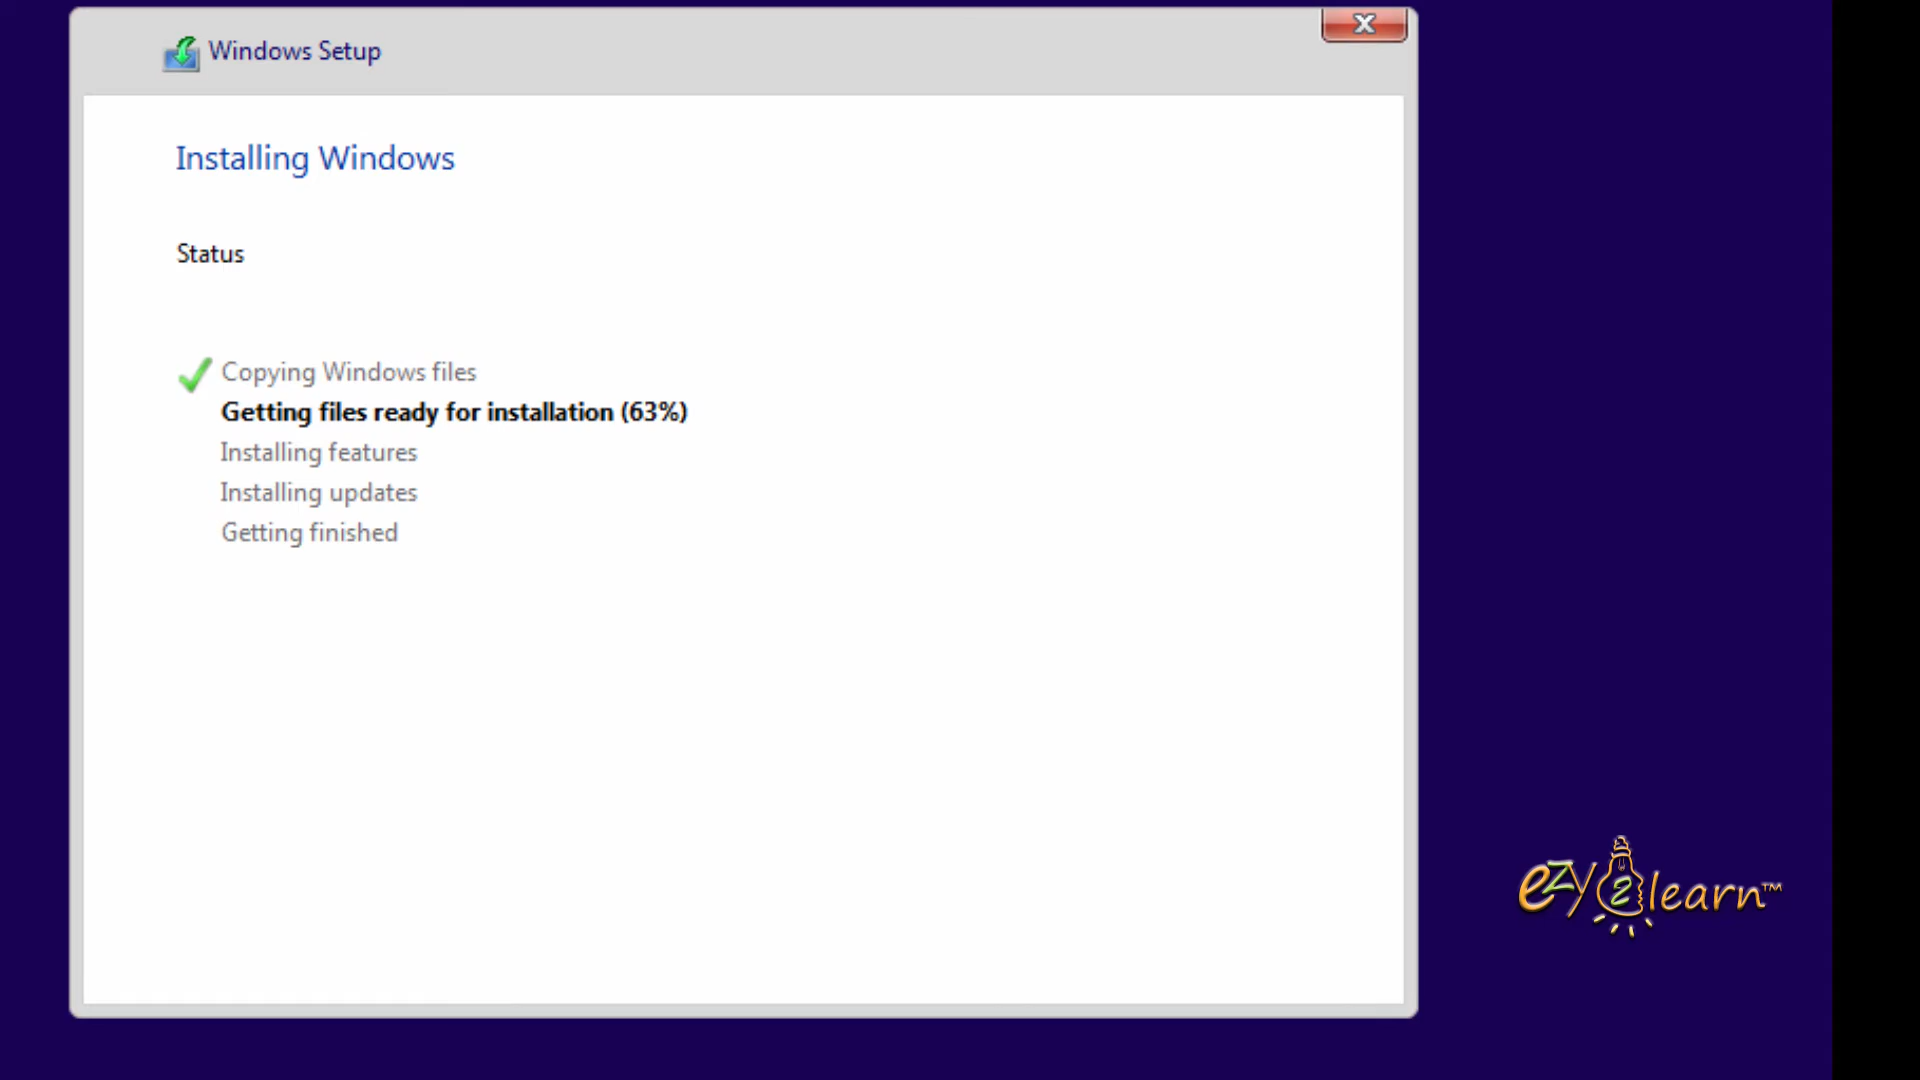 Windows Setup
Installing Windows
Status
Copying Windows files
Getting files ready for installation (63%)
Installing features
Installing updates
Getting finished
ezy2learn™